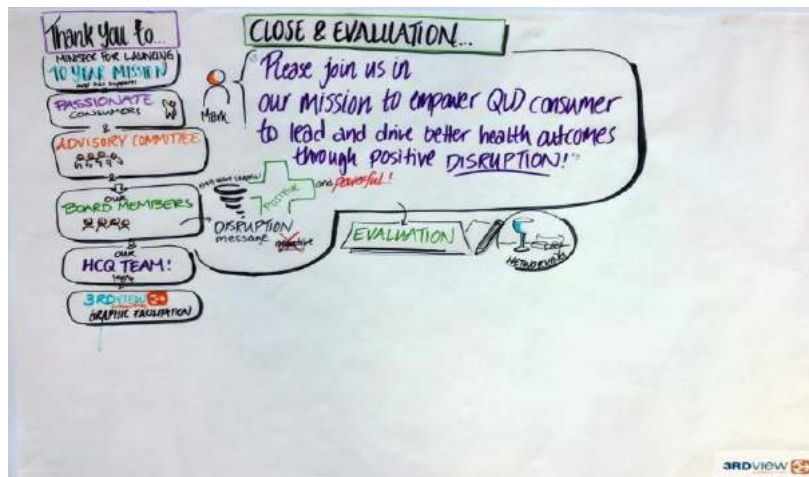 Thank You to...
MINISTER FOR LAUNCHING
10 YEAR MISSION
PASSIONATE
CONSUMERS
&
ADVISORY COMMITTEE
&
our
BOARD MEMBERS
&
our
HCQ TEAM!
3RDVIEW
GRAPHIC FACILITATION
CLOSE & EVALUATION...
Mark
"Please join us in
our mission to empower QLD consumer
to lead and drive better health outcomes
through positive DISRUPTION!"
POSITIVE
and powerful!
DISRUPTION
message
EVALUATION
NETWORKING
3RDVIEW